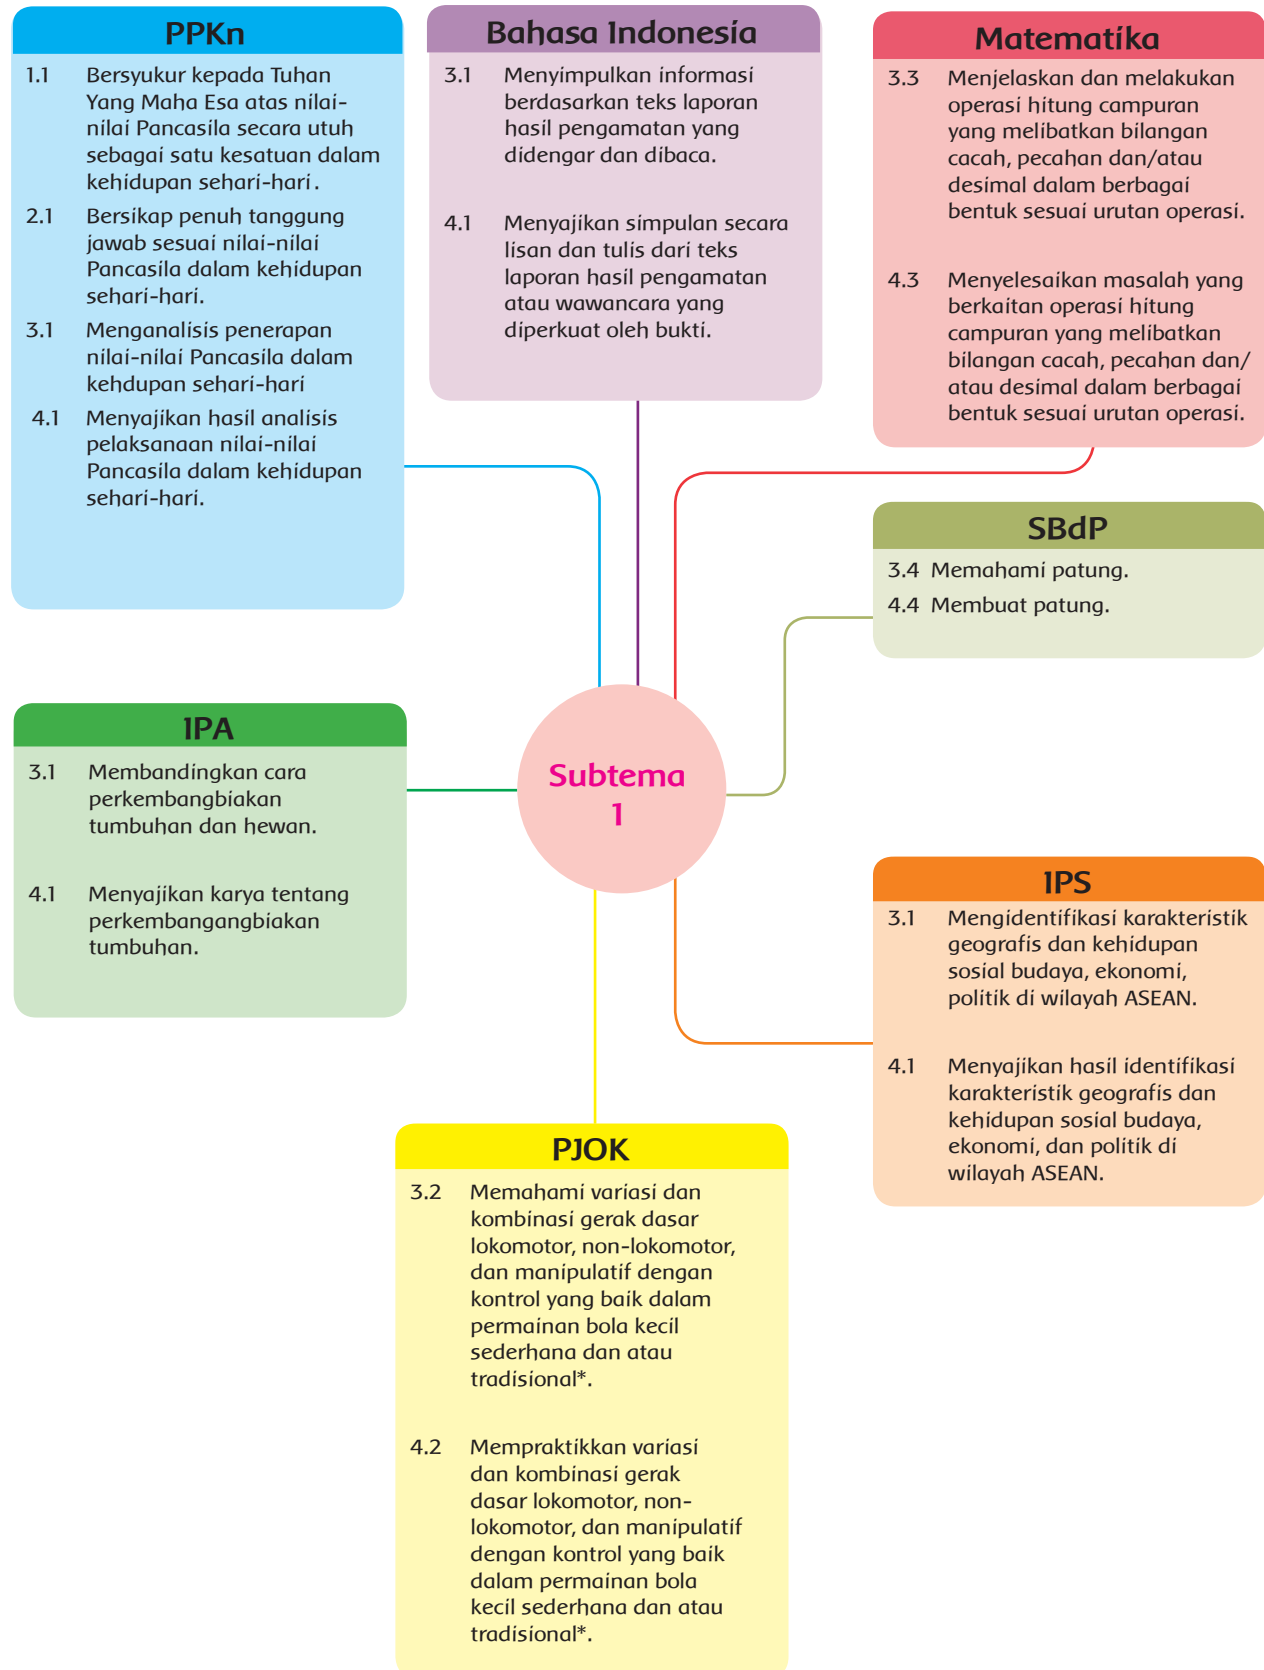 PPKn
1.1 Bersyukur kepada Tuhan
Yang Maha Esa atas nilai-
nilai Pancasila secara utuh
sebagai satu kesatuan dalam
kehidupan sehari-hari.
2.1 Bersikap penuh tanggung
jawab sesuai nilai-nilai
Pancasila dalam kehidupan
sehari-hari.
3.1 Menganalisis penerapan
nilai-nilai Pancasila dalam
kehdupan sehari-hari
4.1 Menyajikan hasil analisis
pelaksanaan nilai-nilai
Pancasila dalam kehidupan
sehari-hari.
Bahasa Indonesia
3.1 Menyimpulkan informasi
berdasarkan teks laporan
hasil pengamatan yang
didengar dan dibaca.
4.1 Menyajikan simpulan secara
lisan dan tulis dari teks
laporan hasil pengamatan
atau wawancara yang
diperkuat oleh bukti.
Matematika
3.3 Menjelaskan dan melakukan
operasi hitung campuran
yang melibatkan bilangan
cacah, pecahan dan/atau
desimal dalam berbagai
bentuk sesuai urutan operasi.
4.3 Menyelesaikan masalah yang
berkaitan operasi hitung
campuran yang melibatkan
bilangan cacah, pecahan dan/
atau desimal dalam berbagai
bentuk sesuai urutan operasi.
SBdP
3.4 Memahami patung.
4.4 Membuat patung.
IPA
3.1 Membandingkan cara
perkembangbiakan
tumbuhan dan hewan.
4.1 Menyajikan karya tentang
perkembangangbiakan
tumbuhan.
Subtema
1
IPS
3.1 Mengidentifikasi karakteristik
geografis dan kehidupan
sosial budaya, ekonomi,
politik di wilayah ASEAN.
4.1 Menyajikan hasil identifikasi
karakteristik geografis dan
kehidupan sosial budaya,
ekonomi, dan politik di
wilayah ASEAN.
PJOK
3.2 Memahami variasi dan
kombinasi gerak dasar
lokomotor, non-lokomotor,
dan manipulatif dengan
kontrol yang baik dalam
permainan bola kecil
sederhana dan atau
tradisional*.
4.2 Mempraktikkan variasi
dan kombinasi gerak
dasar lokomotor, non-
lokomotor, dan manipulatif
dengan kontrol yang baik
dalam permainan bola
kecil sederhana dan atau
tradisional*.